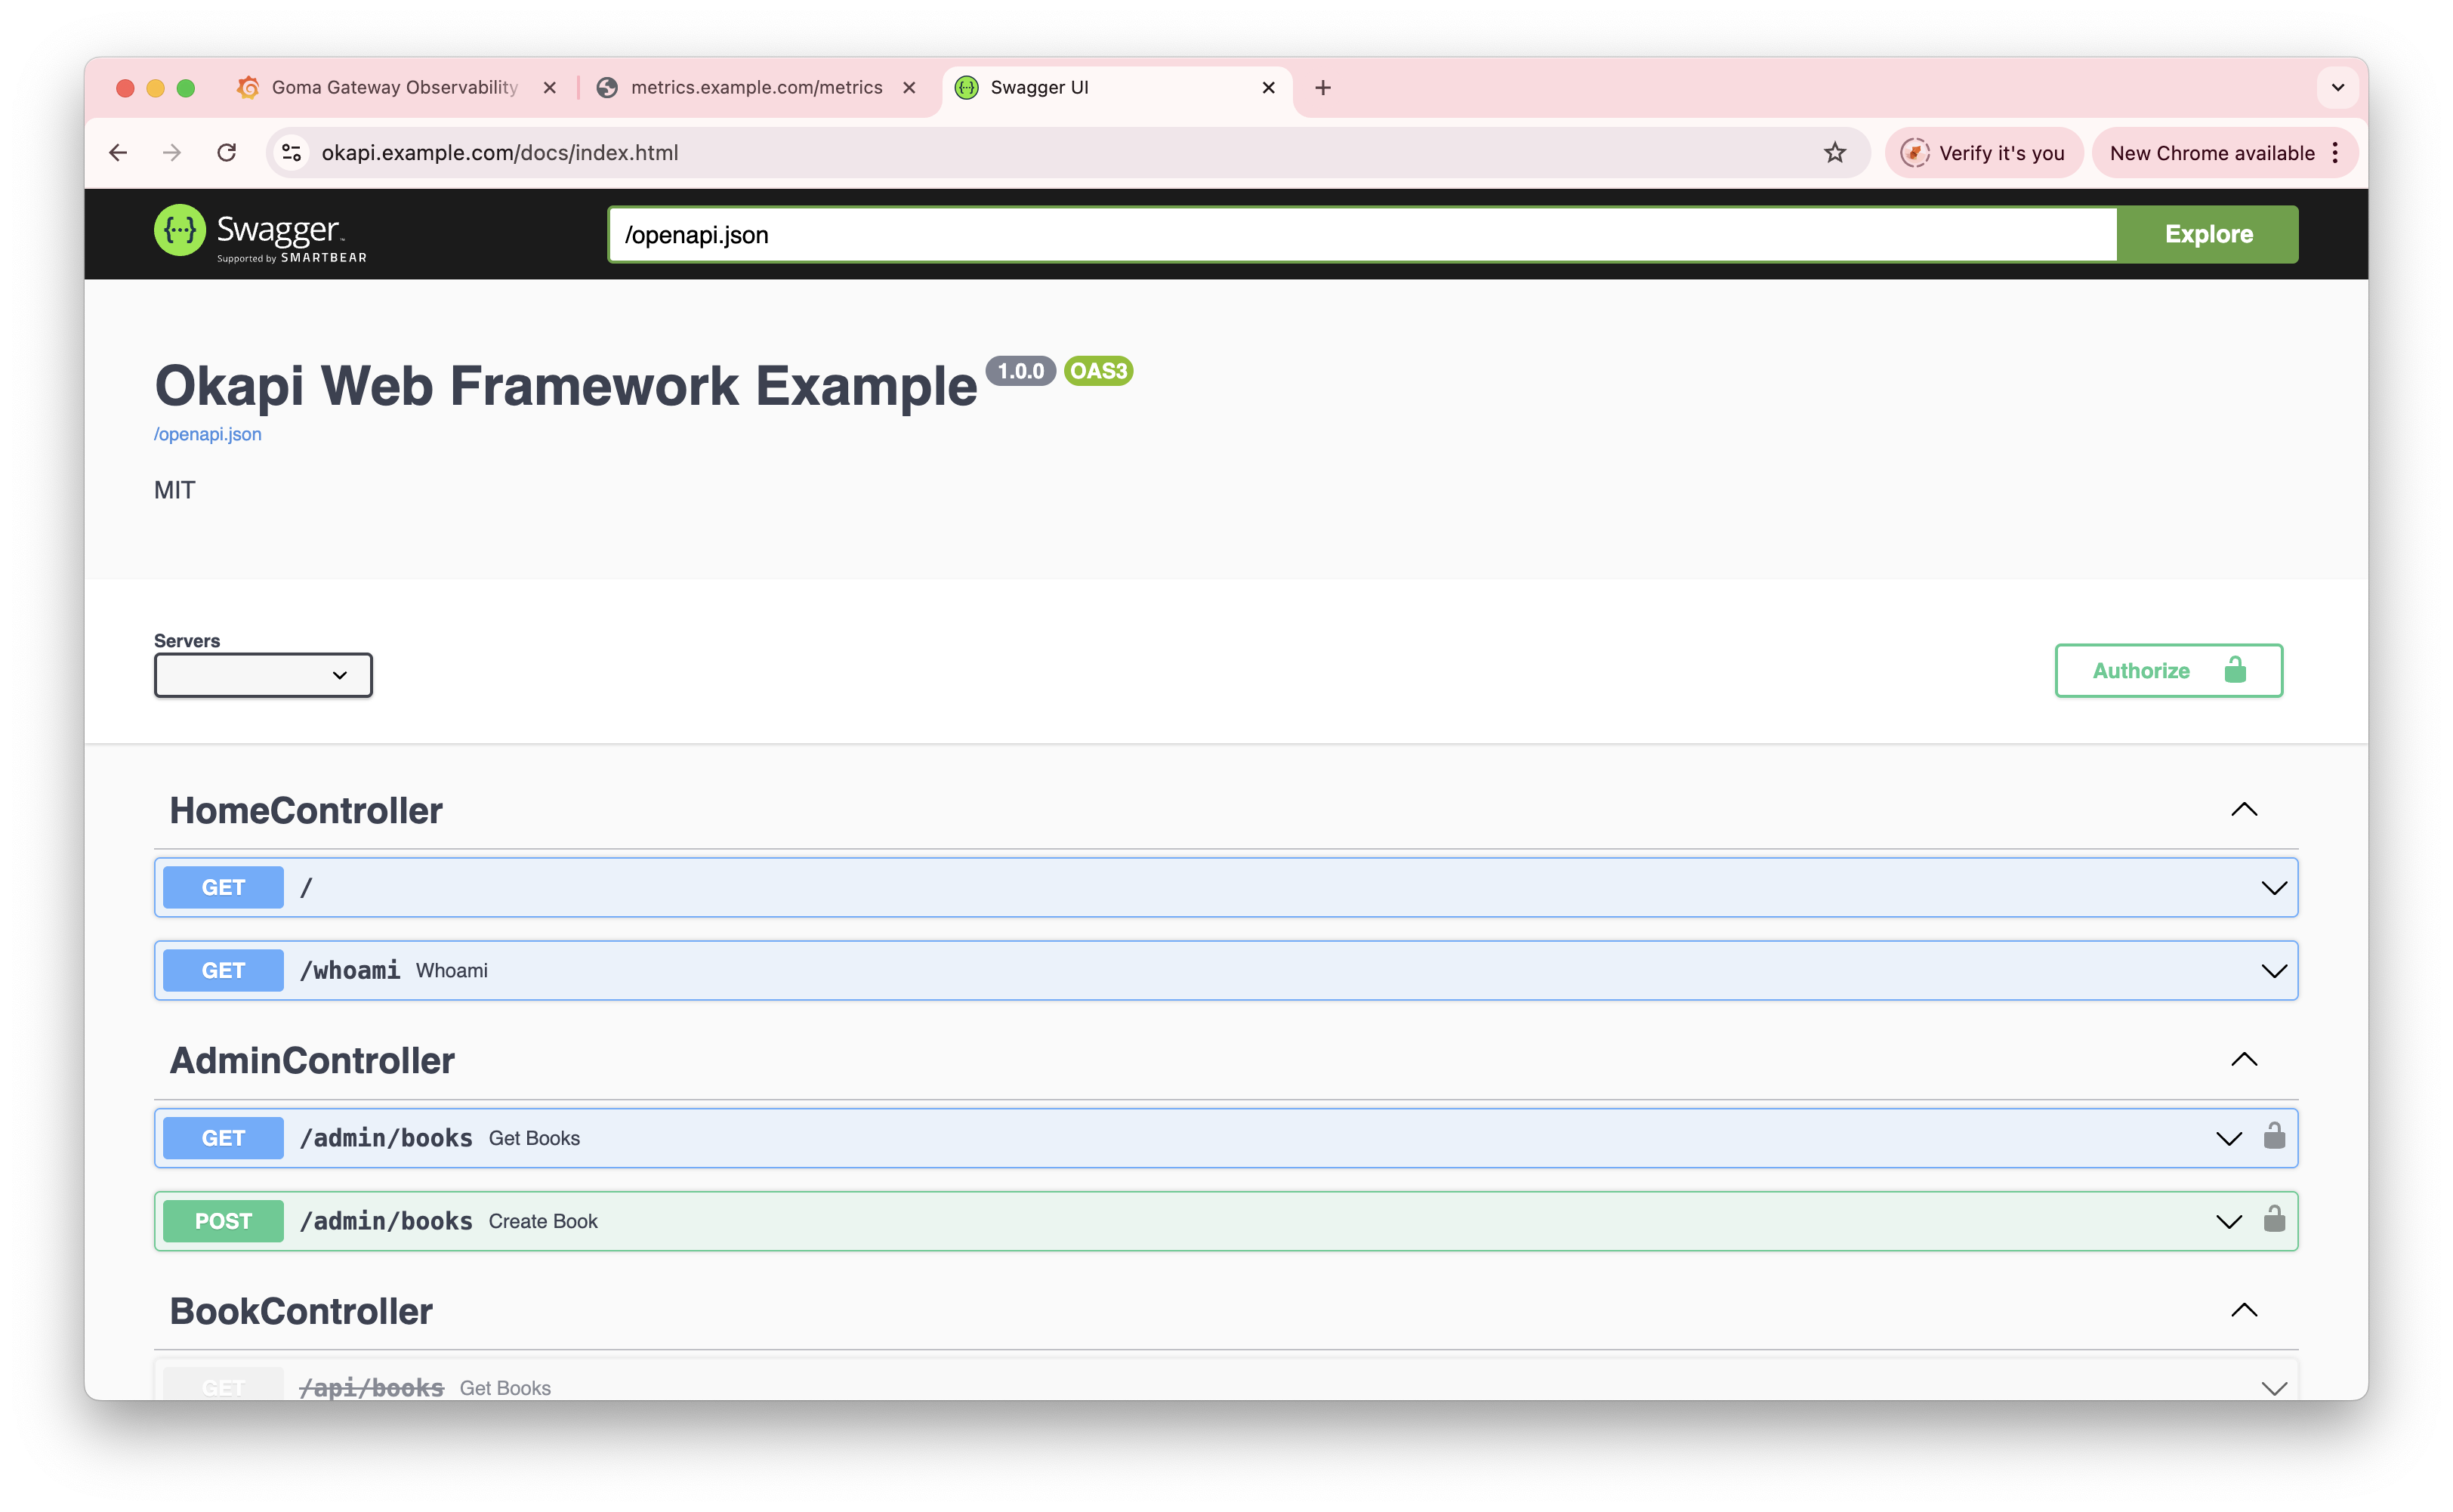 Goma Gateway Observability
metrics.example.com/metrics
Swagger UI
okapi.example.com/docs/index.html
Verify it's you
New Chrome available
Swagger
Supported by SMARTBEAR
/openapi.json
Explore
Okapi Web Framework Example 1.0.0 OAS3
/openapi.json
MIT
Servers
Authorize
HomeController
GET /
GET /whoami Whoami
AdminController
GET /admin/books Get Books
POST /admin/books Create Book
BookController
GET /api/books Get Books